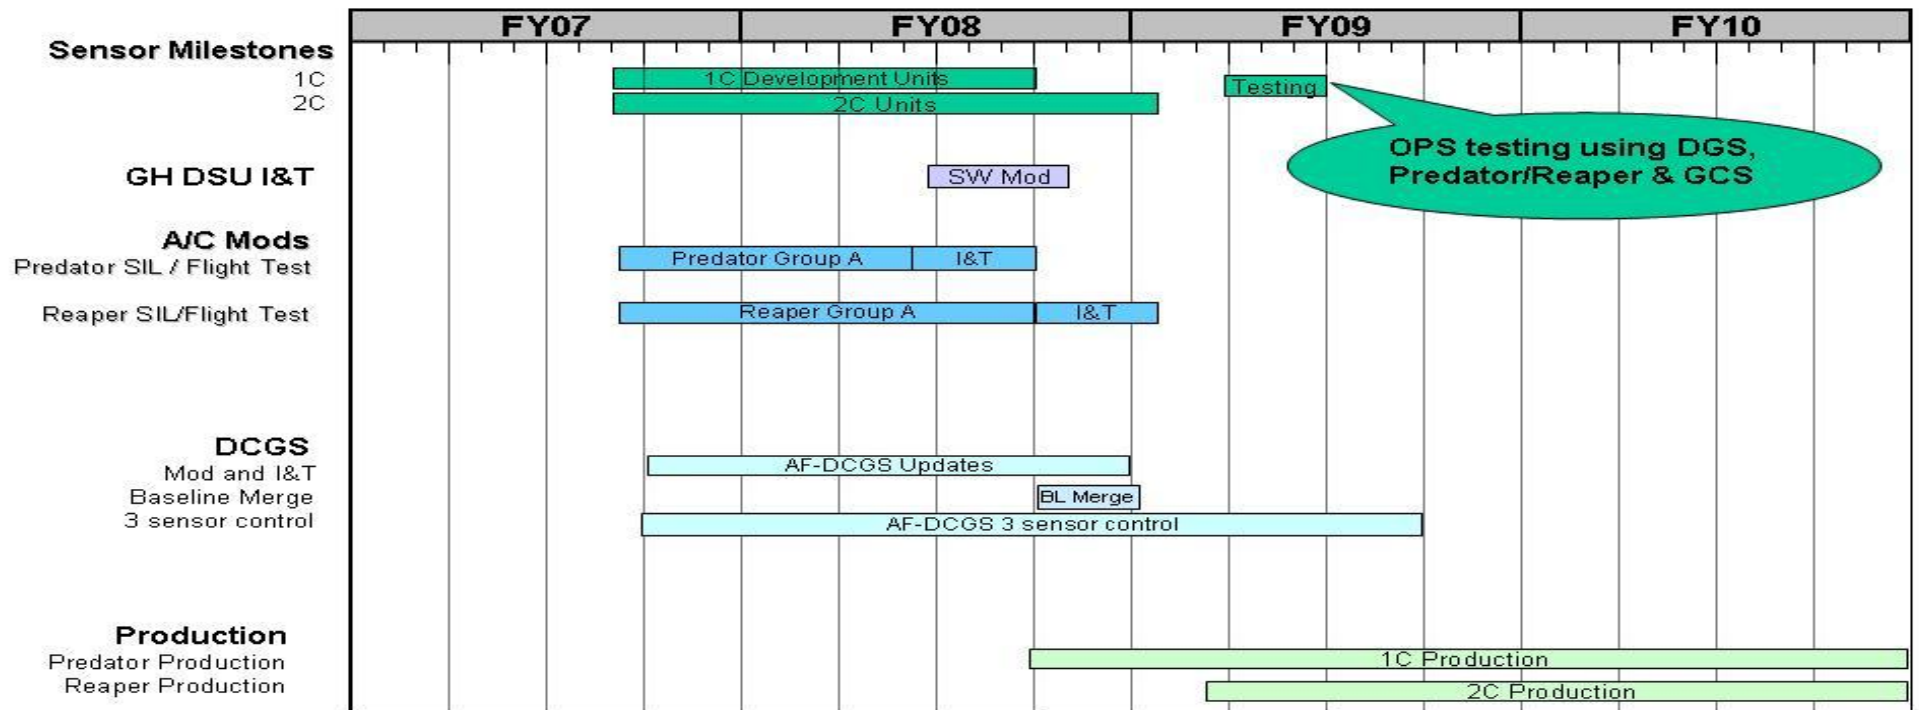 FY07 FY08 FY09 FY10
Sensor Milestones
1C 1C Development Units
Testing
2C 2C Units
OPS testing using DGS,
Predator/Reaper & GCS
GH DSU I&T SW Mod
A/C Mods
Predator SIL / Flight Test Predator Group A I&T
Reaper SIL/Flight Test Reaper Group A I&T
DCGS
Mod and I&T AF-DCGS Updates
Baseline Merge BL Merge
3 sensor control AF-DCGS 3 sensor control
Production
Predator Production 1C Production
Reaper Production 2C Production